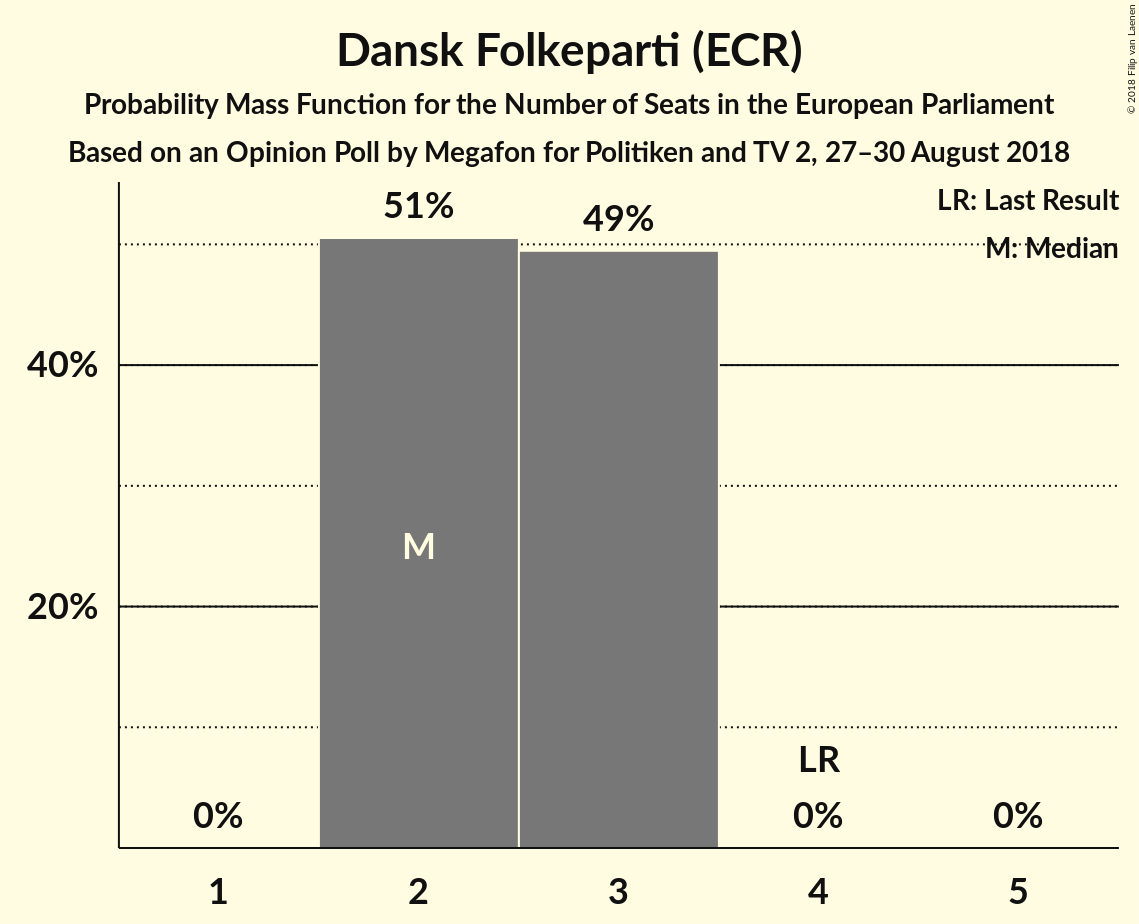 Dansk Folkeparti (ECR)
Probability Mass Function for the Number of Seats in the European Parliament
Based on an Opinion Poll by Megafon for Politiken and TV 2, 27–30 August 2018
© 2018 Filip van Laenen
LR: Last Result
M: Median
51%
49%
40%
M
20%
LR
0%
0%
0%
1
2
3
4
5